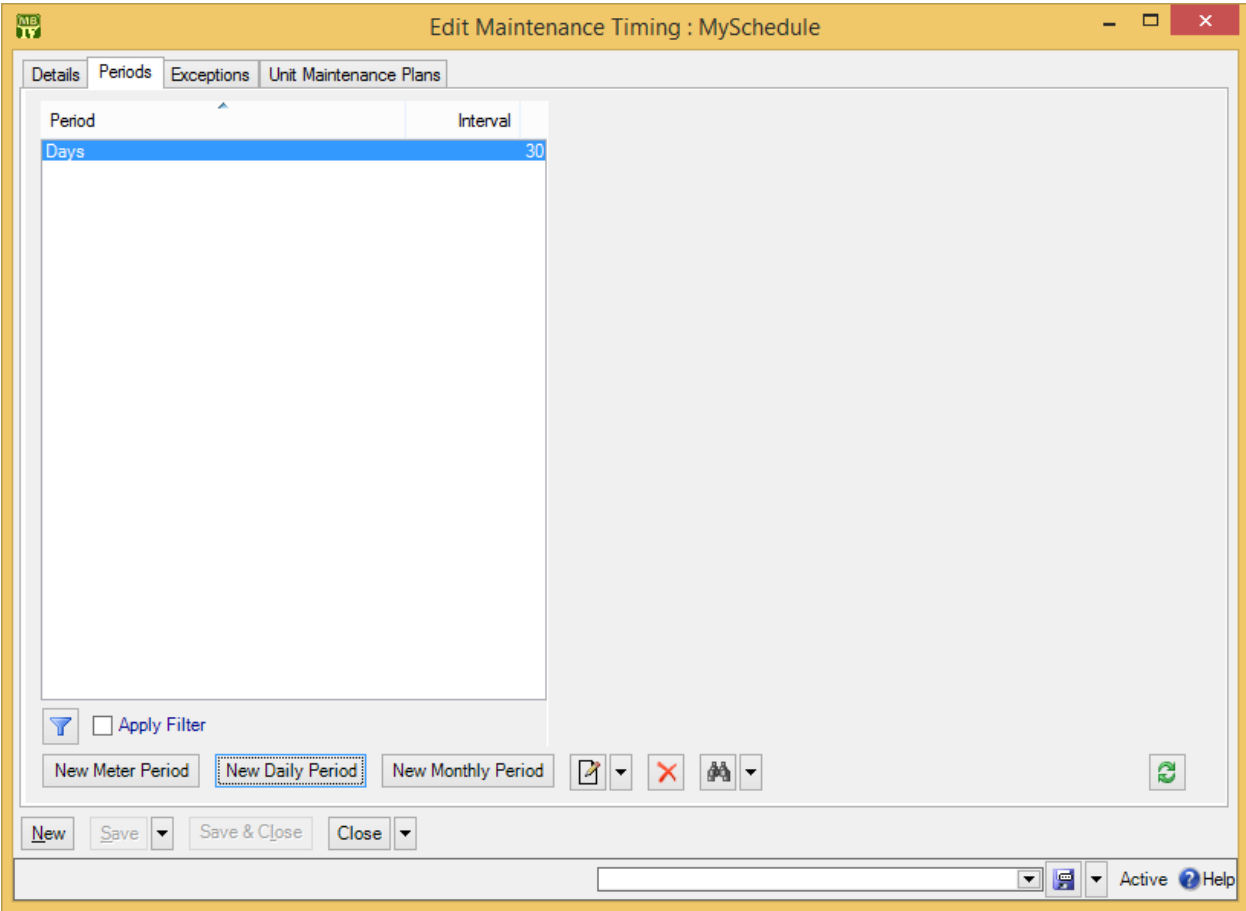 MB
Edit Maintenance Timing : MySchedule
Details Periods Exceptions Unit Maintenance Plans
Period Interval
Days 30
Apply Filter
New Meter Period New Daily Period New Monthly Period
New Save Save & Close Close
Active Help